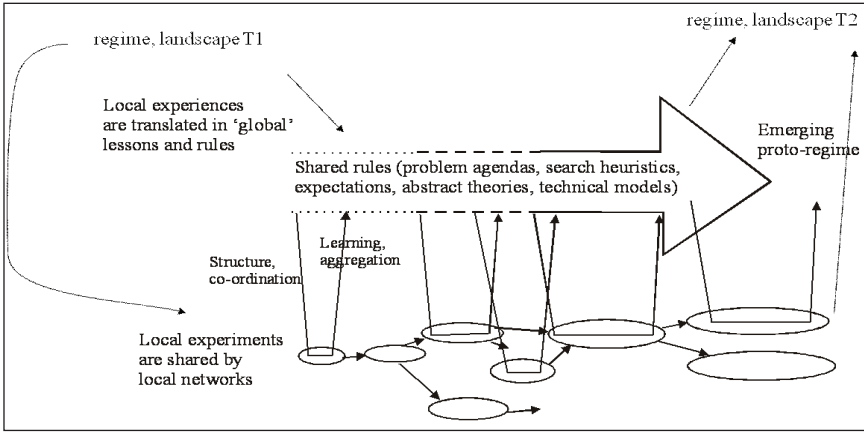 regime, landscape T1
regime, landscape T2
Local experiences
are translated in ‘global’
lessons and rules
Emerging
proto-regime
Shared rules (problem agendas, search heuristics,
expectations, abstract theories, technical models)
Structure,
co-ordination
Learning,
aggregation
Local experiments
are shared by
local networks